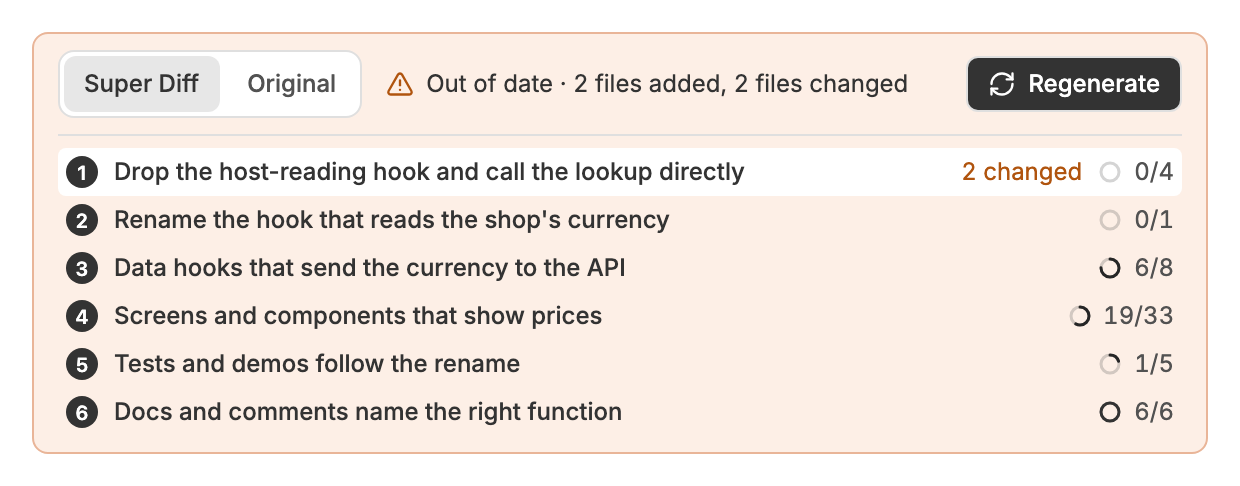 Super Diff Original Out of date · 2 files added, 2 files changed Regenerate
1 Drop the host-reading hook and call the lookup directly 2 changed 0/4
2 Rename the hook that reads the shop's currency 0/1
3 Data hooks that send the currency to the API 6/8
4 Screens and components that show prices 19/33
5 Tests and demos follow the rename 1/5
6 Docs and comments name the right function 6/6